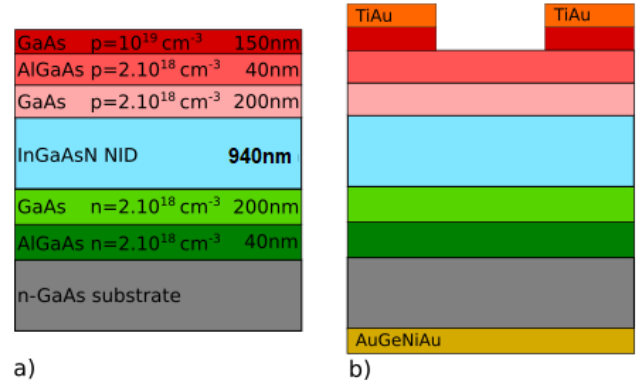 GaAs p=10¹⁹ cm⁻³ 150nm
AlGaAs p=2.10¹⁸ cm⁻³ 40nm
GaAs p=2.10¹⁸ cm⁻³ 200nm
InGaAsN NID 940nm
GaAs n=2.10¹⁸ cm⁻³ 200nm
AlGaAs n=2.10¹⁸ cm⁻³ 40nm
n-GaAs substrate
a)
TiAu TiAu
AuGeNiAu
b)